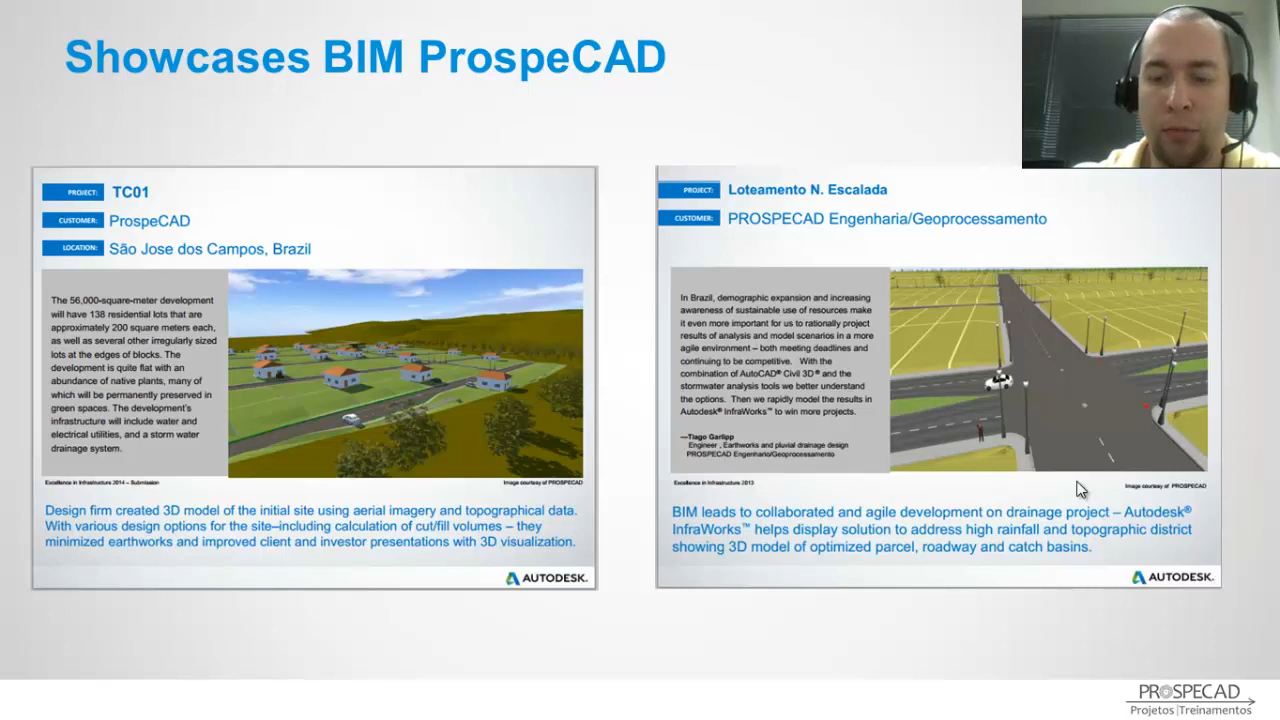 Showcases BIM ProspeCAD
PROJECT: TC01
CUSTOMER: ProspeCAD
LOCATION: São Jose dos Campos, Brazil
The 56,000-square-meter development
will have 138 residential lots that are
approximately 200 square meters each,
as well as several other irregularly sized
lots at the edges of blocks. The
development is quite flat with an
abundance of native plants, many of
which will be permanently preserved in
green spaces. The development's
infrastructure will include water and
electrical utilities, and a storm water
drainage system.
Excellence in Infrastructure 2014 – Submission
Image courtesy of PROSPECAD
Design firm created 3D model of the initial site using aerial imagery and topographical data.
With various design options for the site–including calculation of cut/fill volumes – they
minimized earthworks and improved client and investor presentations with 3D visualization.
AUTODESK.
PROJECT: Loteamento N. Escalada
CUSTOMER: PROSPECAD Engenharia/Geoprocessamento
In Brazil, demographic expansion and increasing
awareness of sustainable use of resources make
it even more important for us to rationally project
results of analysis and model scenarios in a more
agile environment – both meeting deadlines and
continuing to be competitive. With the
combination of AutoCAD® Civil 3D® and the
stormwater analysis tools we better understand
the options. Then we rapidly model the results in
Autodesk® InfraWorks™ to win more projects.
—Tiago Garlipp
Engineer , Earthworks and pluvial drainage design
PROSPECAD Engenhario/Geoprocessamento
Excellence in Infrastructure 2013
Image courtesy of PROSPECAD
BIM leads to collaborated and agile development on drainage project – Autodesk®
InfraWorks™ helps display solution to address high rainfall and topographic district
showing 3D model of optimized parcel, roadway and catch basins.
AUTODESK.
PROSPECAD
Projetos|Treinamentos